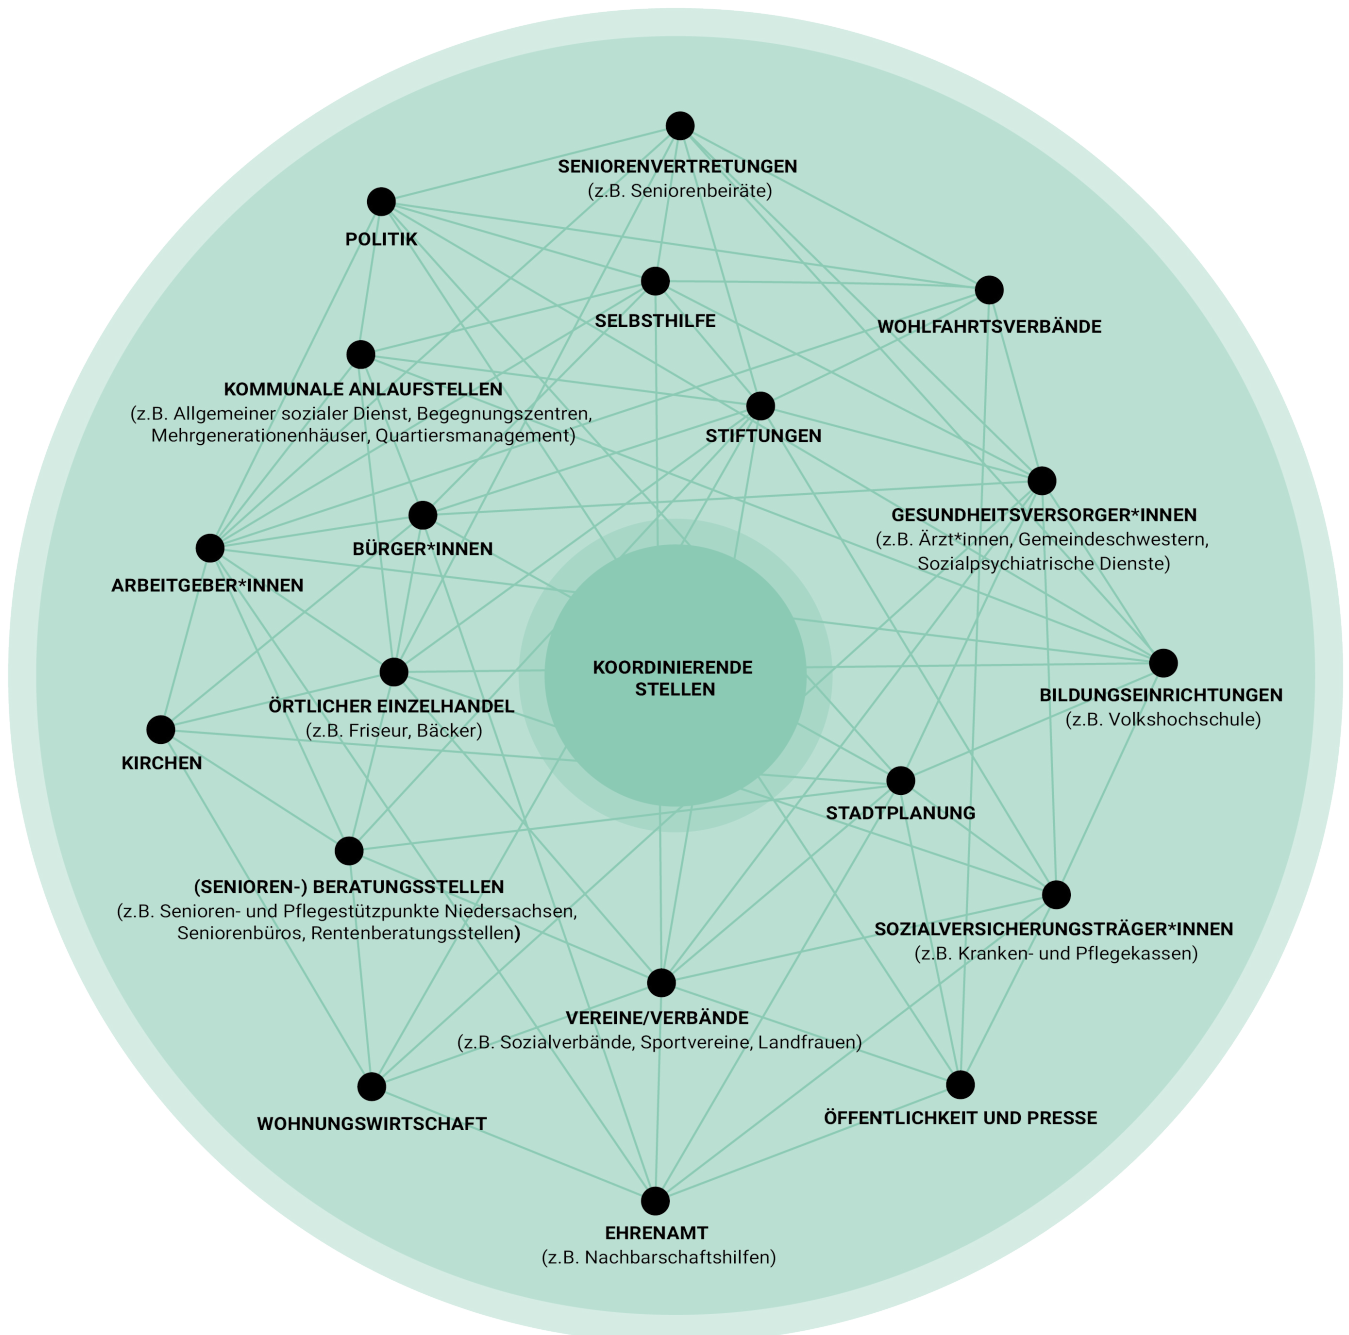 SENIORENVERTRETUNGEN
(z.B. Seniorenbeiräte)
POLITIK
SELBSTHILFE
WOHLFAHRTSVERBÄNDE
KOMMUNALE ANLAUFSTELLEN
(z.B. Allgemeiner sozialer Dienst, Begegnungszentren,
Mehrgenerationenhäuser, Quartiersmanagement)
STIFTUNGEN
GESUNDHEITSVERSORGER*INNEN
(z.B. Ärzt*innen, Gemeindeschwestern,
Sozialpsychiatrische Dienste)
BÜRGER*INNEN
ARBEITGEBER*INNEN
KOORDINIERENDE
STELLEN
BILDUNGSEINRICHTUNGEN
(z.B. Volkshochschule)
ÖRTLICHER EINZELHANDEL
(z.B. Friseur, Bäcker)
KIRCHEN
STADTPLANUNG
(SENIOREN-) BERATUNGSSTELLEN
(z.B. Senioren- und Pflegestützpunkte Niedersachsen,
Seniorenbüros, Rentenberatungsstellen)
SOZIALVERSICHERUNGSTRÄGER*INNEN
(z.B. Kranken- und Pflegekassen)
VEREINE/VERBÄNDE
(z.B. Sozialverbände, Sportvereine, Landfrauen)
WOHNUNGSWIRTSCHAFT
ÖFFENTLICHKEIT UND PRESSE
EHRENAMT
(z.B. Nachbarschaftshilfen)